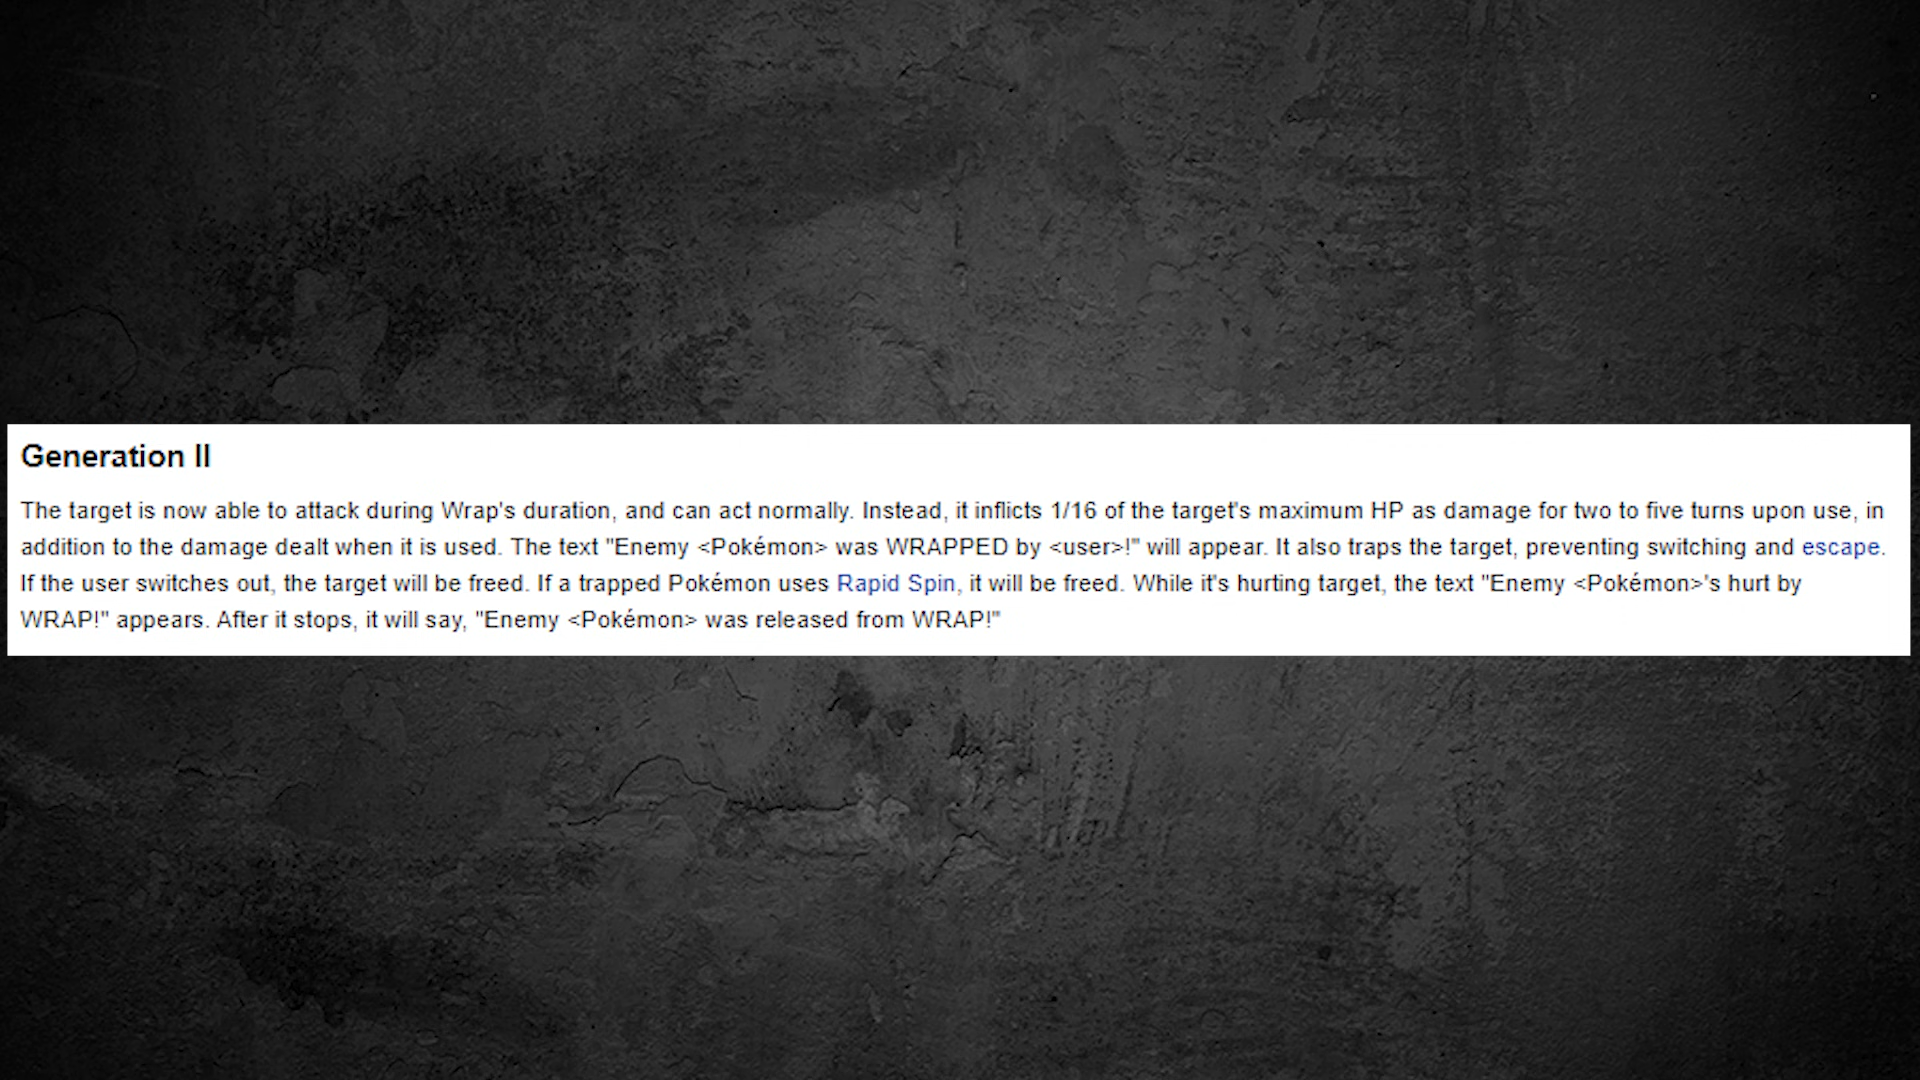 Generation II
The target is now able to attack during Wrap's duration, and can act normally. Instead, it inflicts 1/16 of the target's maximum HP as damage for two to five turns upon use, in
addition to the damage dealt when it is used. The text "Enemy <Pokémon> was WRAPPED by <user>!" will appear. It also traps the target, preventing switching and escape.
If the user switches out, the target will be freed. If a trapped Pokémon uses Rapid Spin, it will be freed. While it's hurting target, the text "Enemy <Pokémon>'s hurt by
WRAP!" appears. After it stops, it will say, "Enemy <Pokémon> was released from WRAP!"